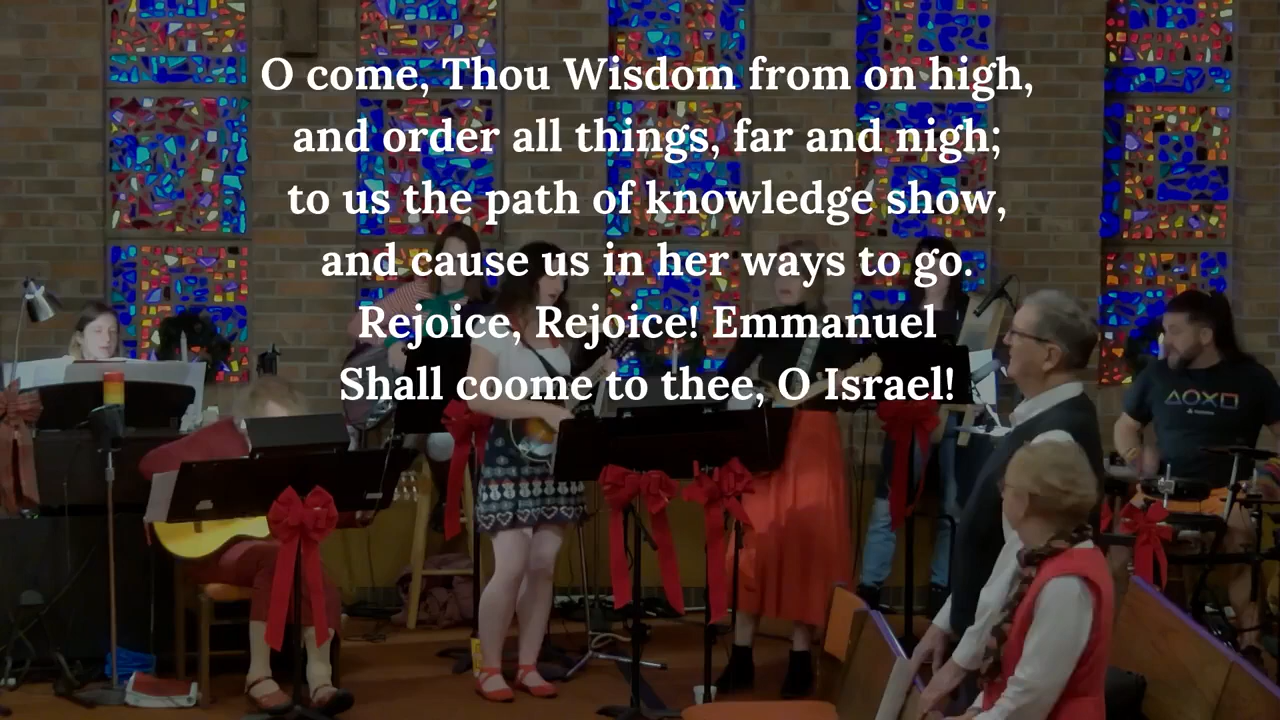 O come, Thou Wisdom from on high,
and order all things, far and nigh;
to us the path of knowledge show,
and cause us in her ways to go.
Rejoice, Rejoice! Emmanuel
Shall coome to thee, O Israel!